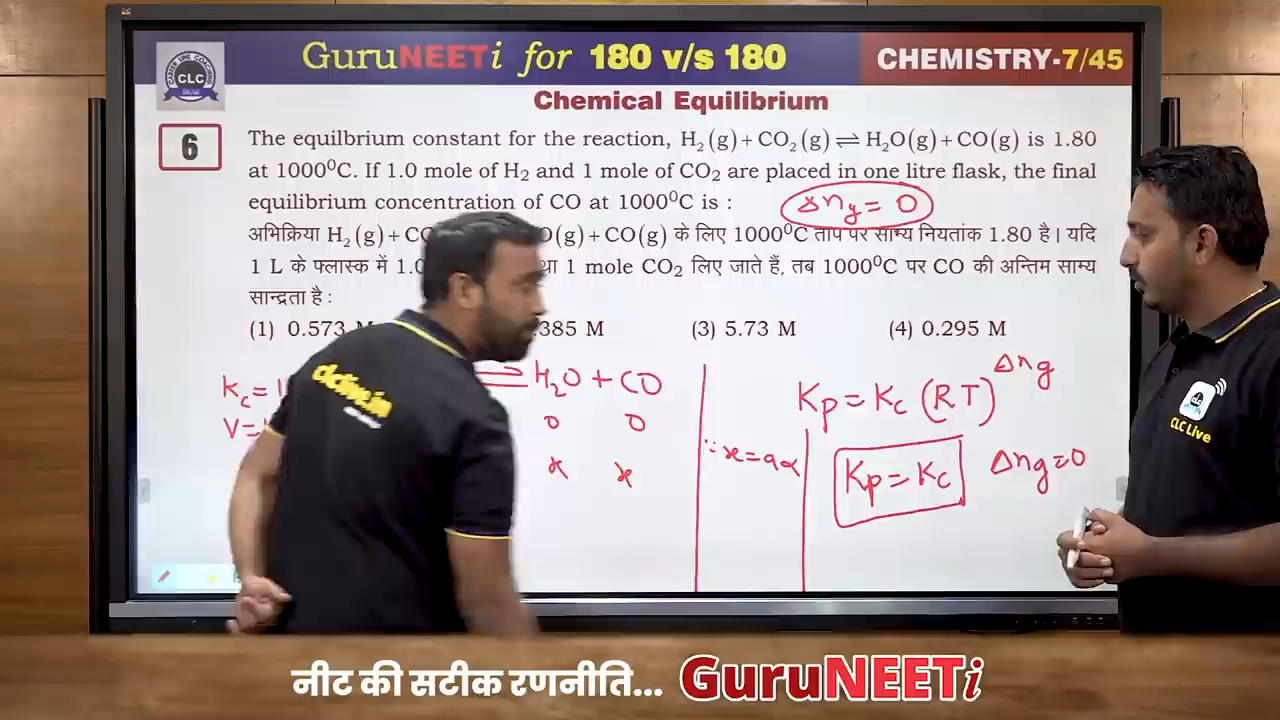 GuruNEETi for 180 v/s 180
CHEMISTRY-7/45
CLC
Chemical Equilibrium
6
The equilbrium constant for the reaction, H₂(g)+CO₂(g)⇌H₂O(g)+CO(g) is 1.80
at 1000⁰C. If 1.0 mole of H₂ and 1 mole of CO₂ are placed in one litre flask, the final
equilibrium concentration of CO at 1000⁰C is :
Δng = 0
अभिक्रिया H₂(g)+C O(g)+CO(g) के लिए 1000⁰C ताप पर साम्य नियतांक 1.80 है। यदि
1 L के फ्लास्क में 1.0 था 1 mole CO₂ लिए जाते हैं, तब 1000⁰C पर CO की अन्तिम साम्य
सान्द्रता है :
(1) 0.573 .385 M (3) 5.73 M (4) 0.295 M
Kc = 1 ⇌ H₂O + CO
V = 0 0
x x
∵ x = aα
Kp = Kc (RT)^Δng
Kp = Kc Δng = 0
clclive.in
CLC
CLC Live
नीट की सटीक रणनीति... GuruNEETi